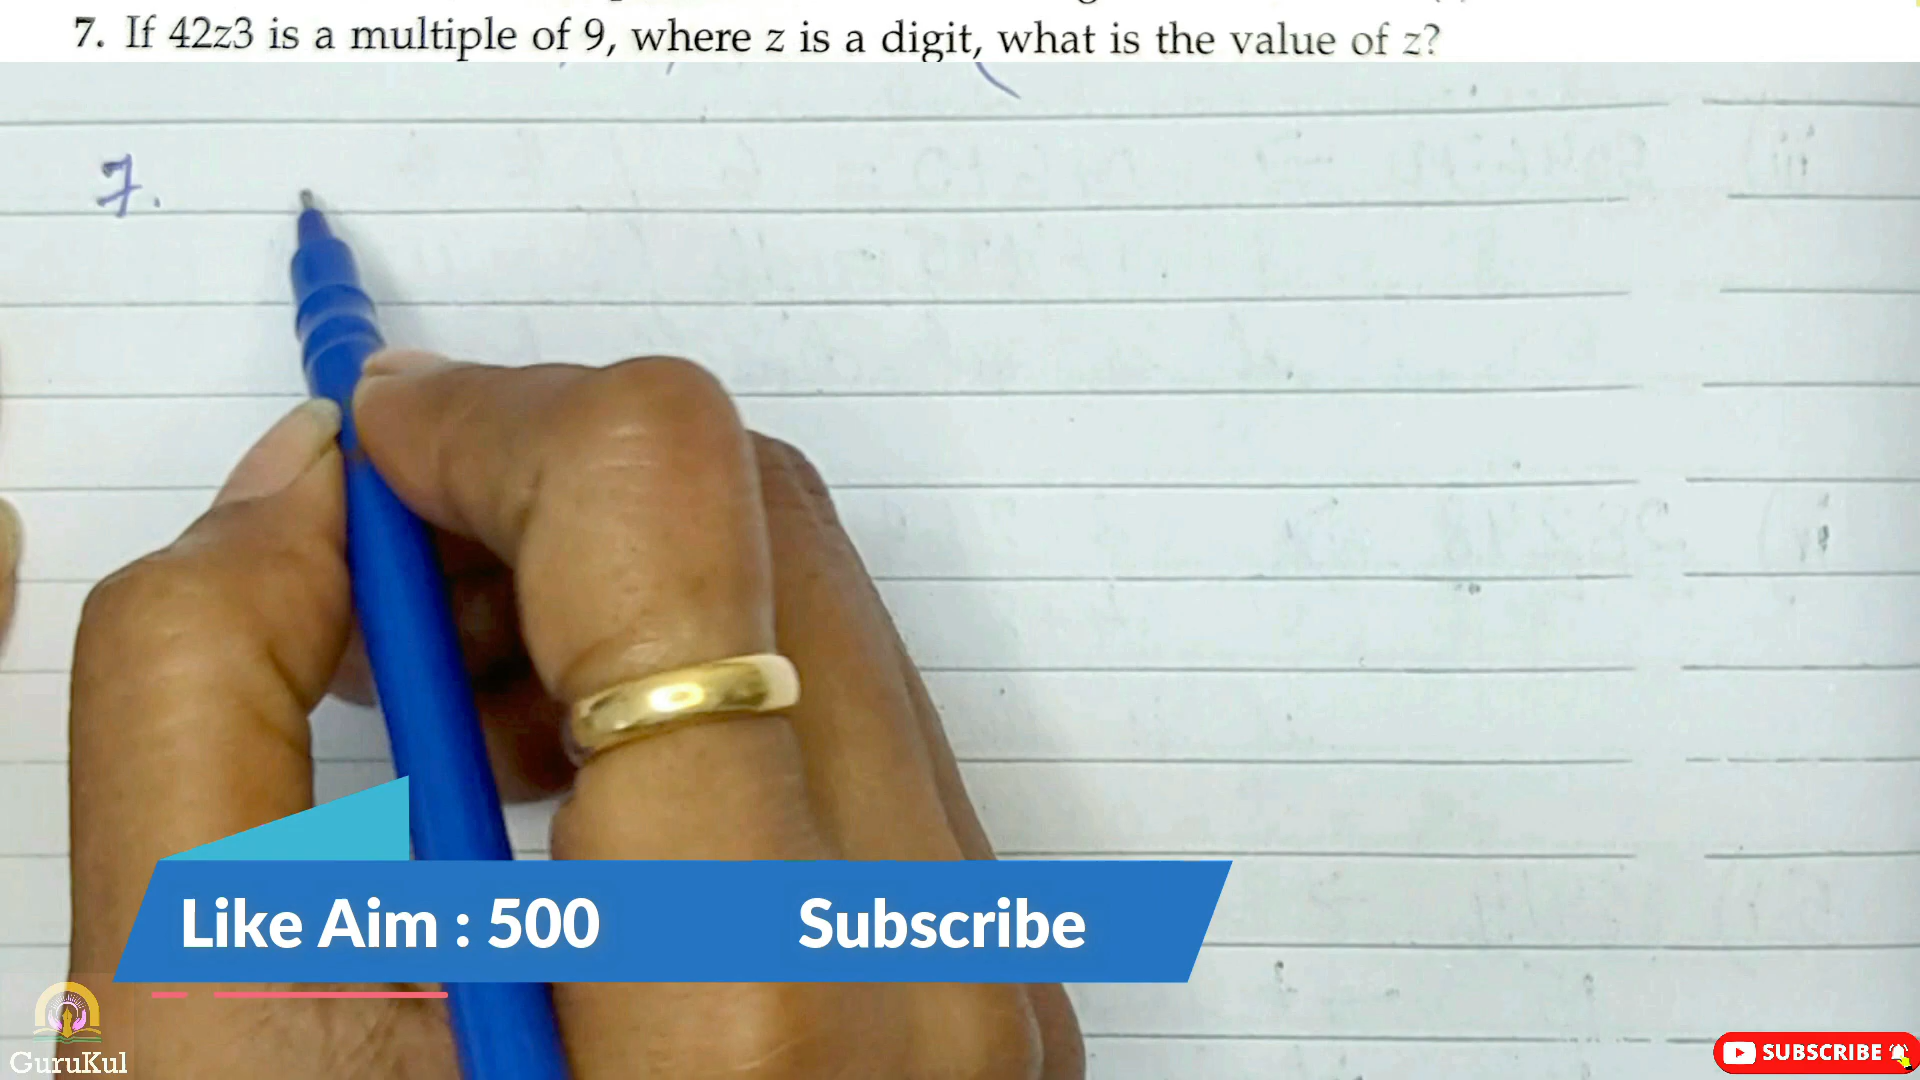 7. If 42z3 is a multiple of 9, where z is a digit, what is the value of z?
7.
Like Aim : 500 Subscribe
GuruKul
SUBSCRIBE